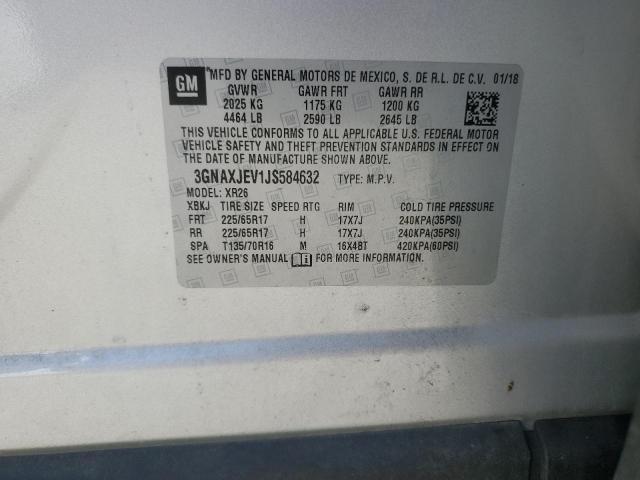 GM
MFD BY GENERAL MOTORS DE MEXICO, S. DE R.L. DE C.V. 01/18
GVWR GAWR FRT GAWR RR
2025 KG 1175 KG 1200 KG
4464 LB 2590 LB 2645 LB
THIS VEHICLE CONFORMS TO ALL APPLICABLE U.S. FEDERAL MOTOR
VEHICLE SAFETY AND THEFT PREVENTION STANDARDS IN EFFECT ON
THE DATE OF MANUFACTURE SHOWN ABOVE.
3GNAXJEV1JS584632 TYPE: M.P.V.
MODEL: XR26
XBKJ TIRE SIZE SPEED RTG RIM COLD TIRE PRESSURE
FRT 225/65R17 H 17X7J 240KPA(35PSI)
RR 225/65R17 H 17X7J 240KPA(35PSI)
SPA T135/70R16 M 16X4BT 420KPA(60PSI)
SEE OWNER'S MANUAL FOR MORE INFORMATION.